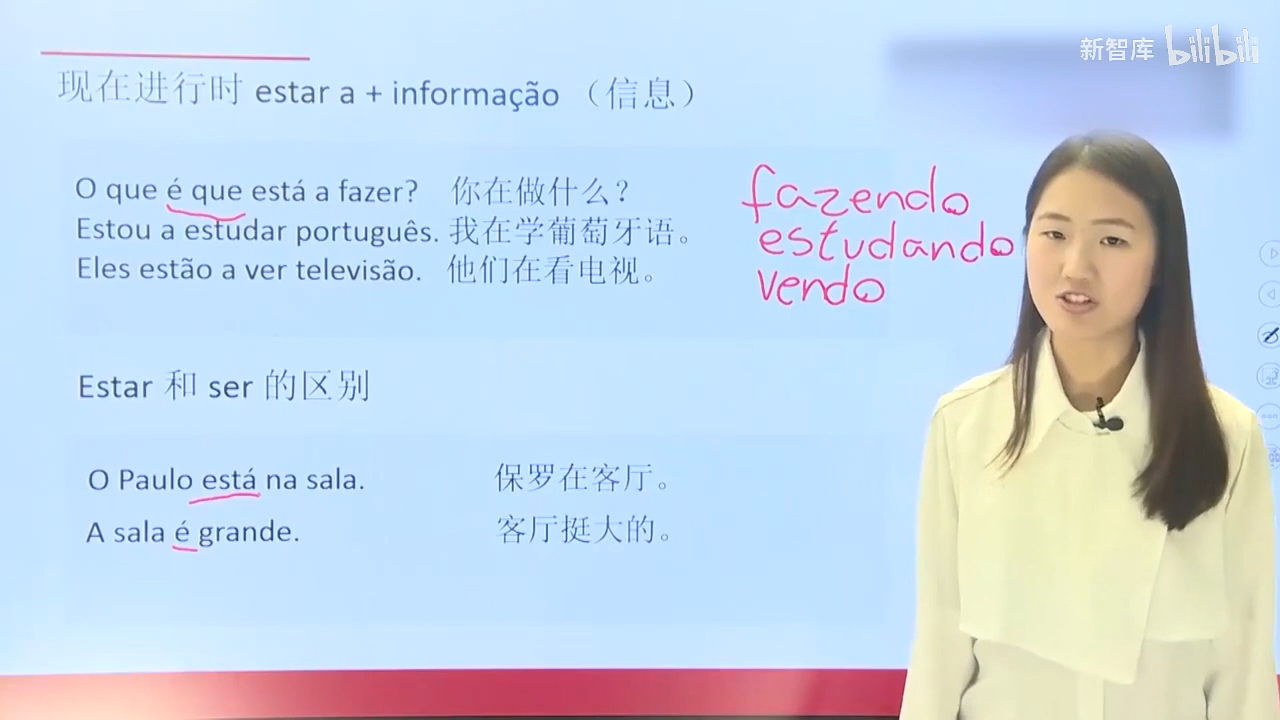 新智库 bilibili
现在进行时 estar a + informação （信息）
O que é que está a fazer? 你在做什么？
Estou a estudar português. 我在学葡萄牙语。
Eles estão a ver televisão. 他们在看电视。
fazendo
estudando
vendo
Estar 和 ser 的区别
O Paulo está na sala. 保罗在客厅。
A sala é grande. 客厅挺大的。